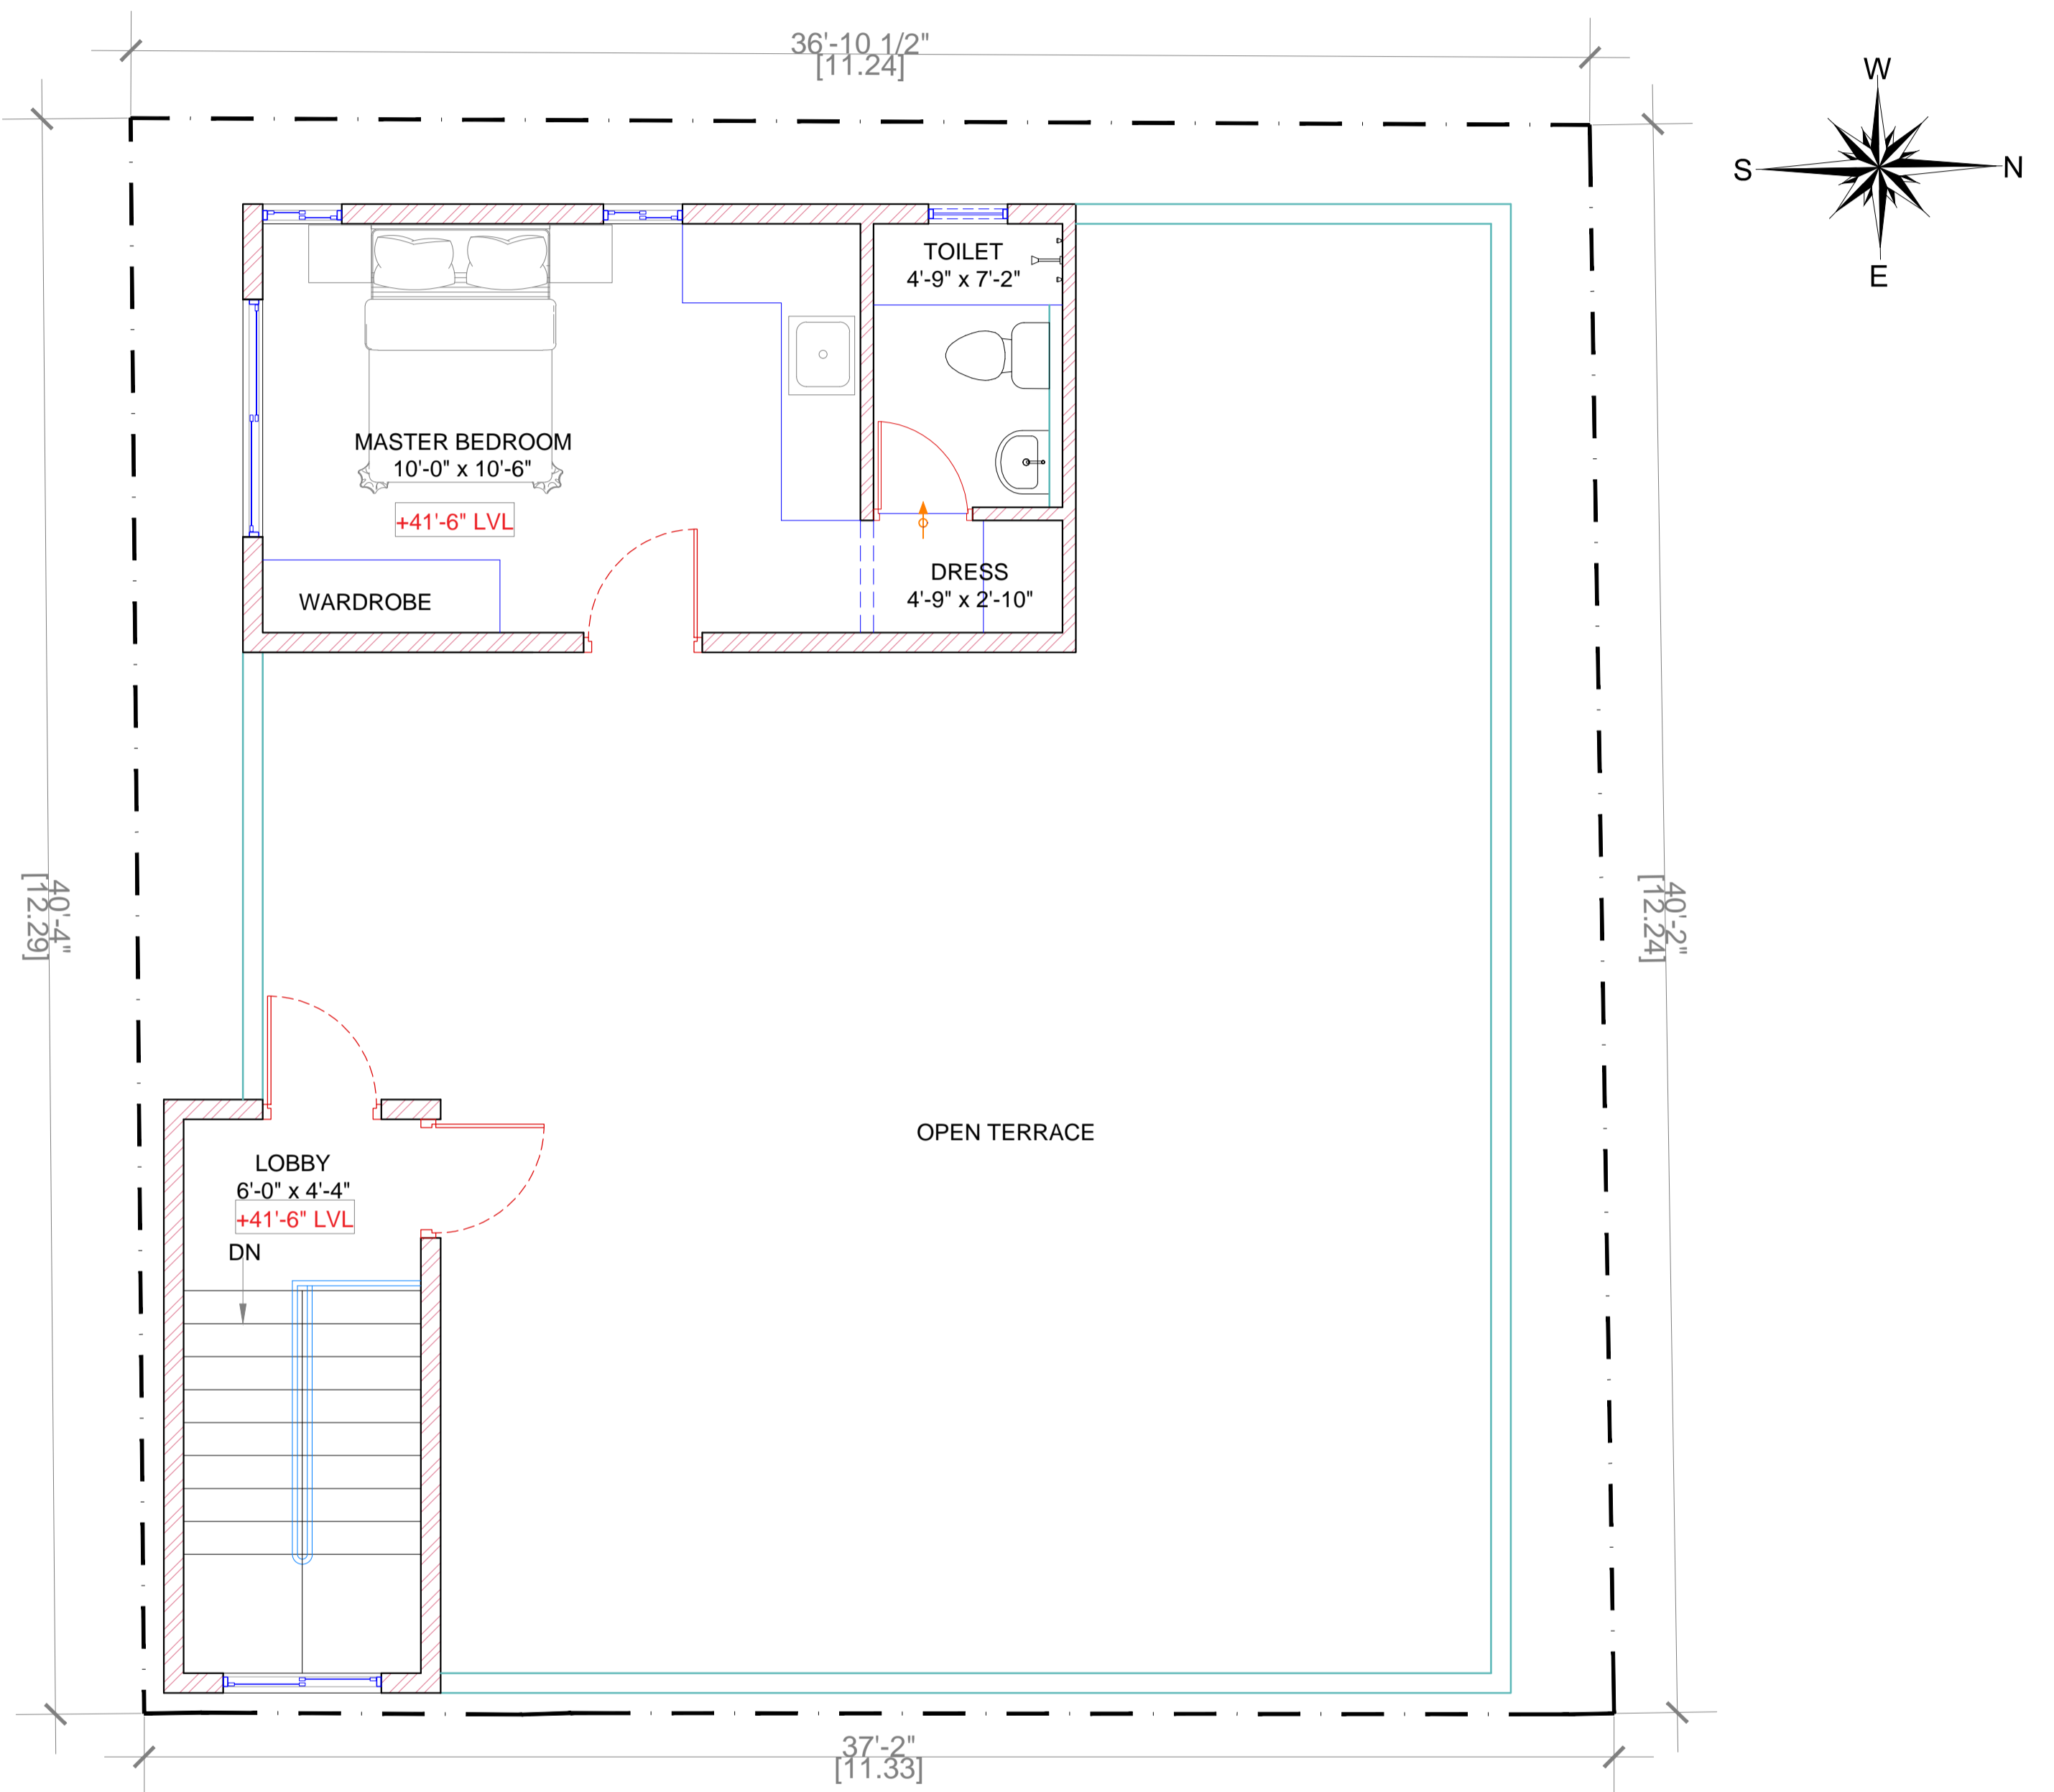 36'-10 1/2"
[11.24]
W
S
N
E
TOILET
4'-9" x 7'-2"
MASTER BEDROOM
10'-0" x 10'-6"
+41'-6" LVL
DRESS
4'-9" x 2'-10"
WARDROBE
40'-4"
[12.29]
40'-2"
[12.24]
OPEN TERRACE
LOBBY
6'-0" x 4'-4"
+41'-6" LVL
DN
37'-2"
[11.33]